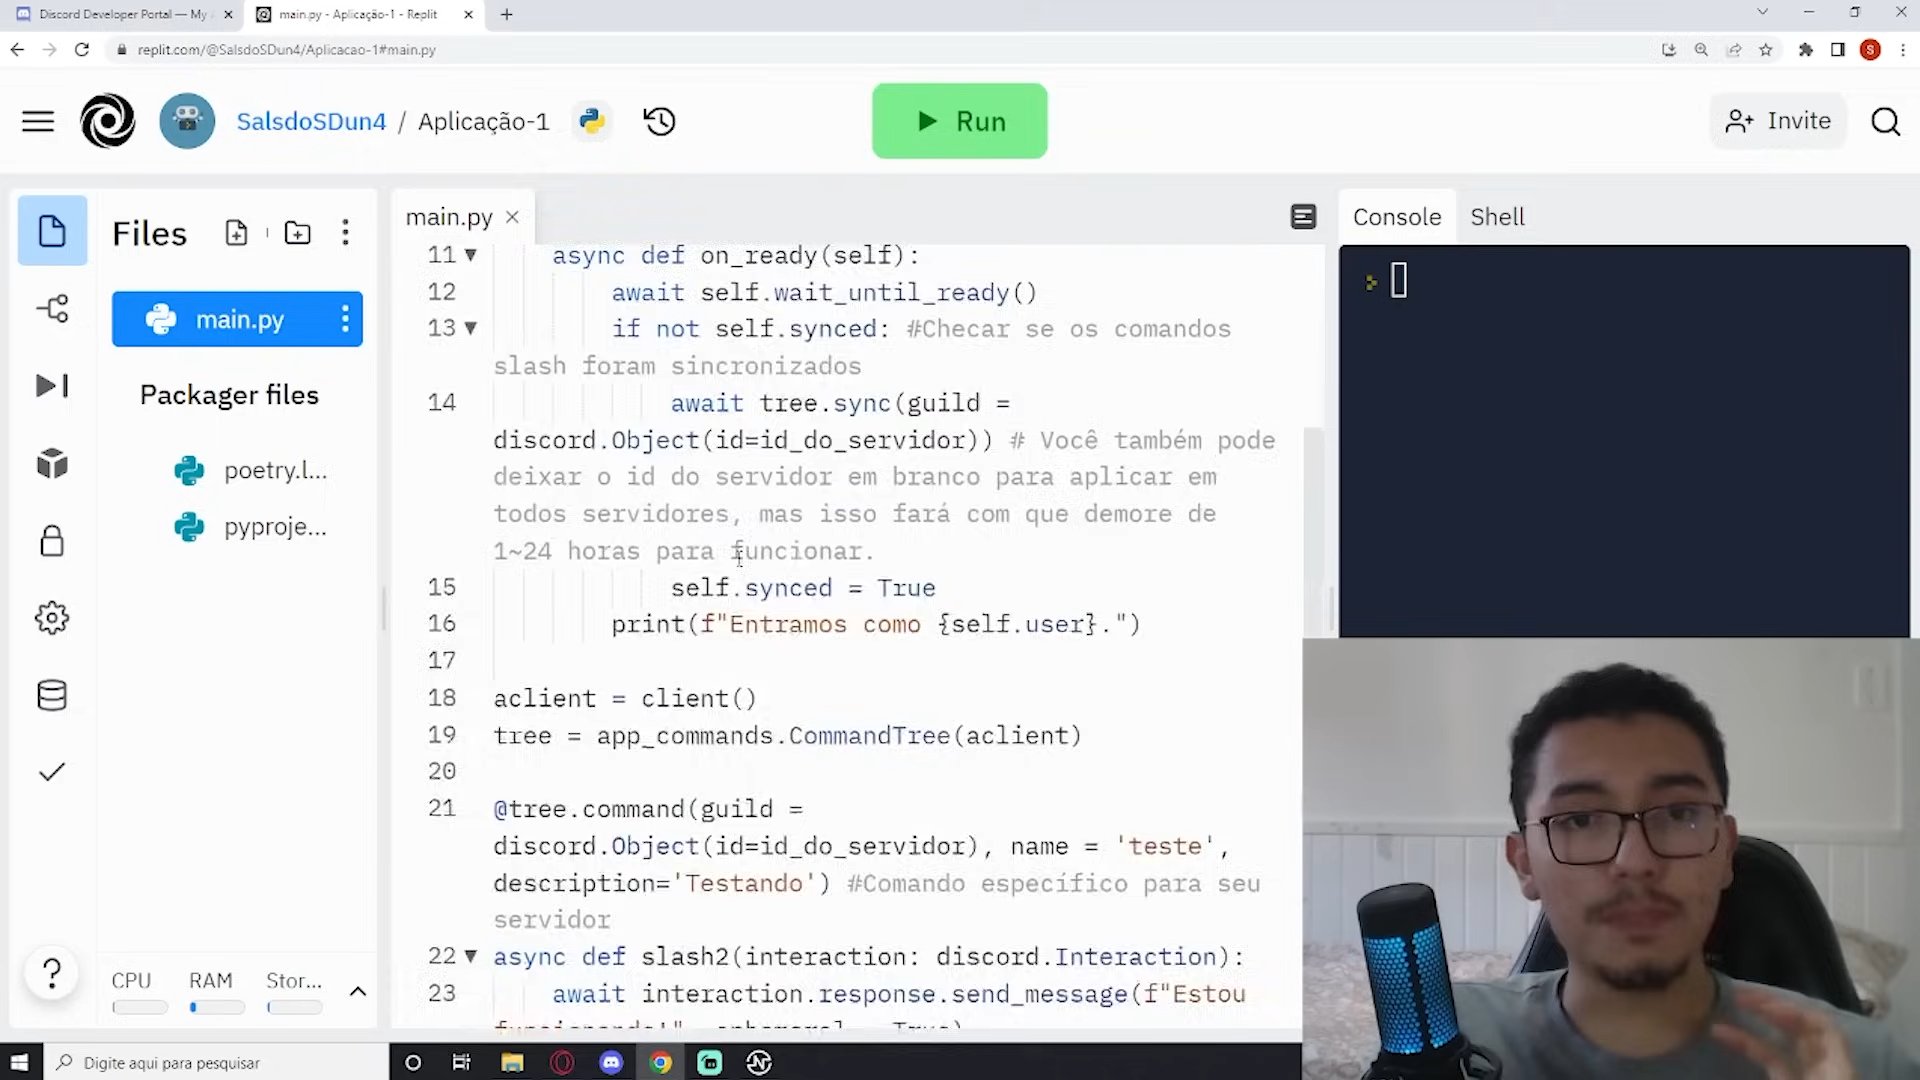 Discord Developer Portal — My
main.py - Aplicação-1 - Replit
replit.com/@SalsdoSDun4/Aplicacao-1#main.py
S
SalsdoSDun4 / Aplicação-1
Run
Invite
Files
main.py
Packager files
poetry.l...
pyproje...
CPU
RAM
Stor...
main.py
11 async def on_ready(self):
12 await self.wait_until_ready()
13 if not self.synced: #Checar se os comandos
slash foram sincronizados
14 await tree.sync(guild =
discord.Object(id=id_do_servidor)) # Você também pode
deixar o id do servidor em branco para aplicar em
todos servidores, mas isso fará com que demore de
1~24 horas para funcionar.
15 self.synced = True
16 print(f"Entramos como {self.user}.")
17
18 aclient = client()
19 tree = app_commands.CommandTree(aclient)
20
21 @tree.command(guild =
discord.Object(id=id_do_servidor), name = 'teste',
description='Testando') #Comando específico para seu
servidor
22 async def slash2(interaction: discord.Interaction):
23 await interaction.response.send_message(f"Estou
Console
Shell
Digite aqui para pesquisar